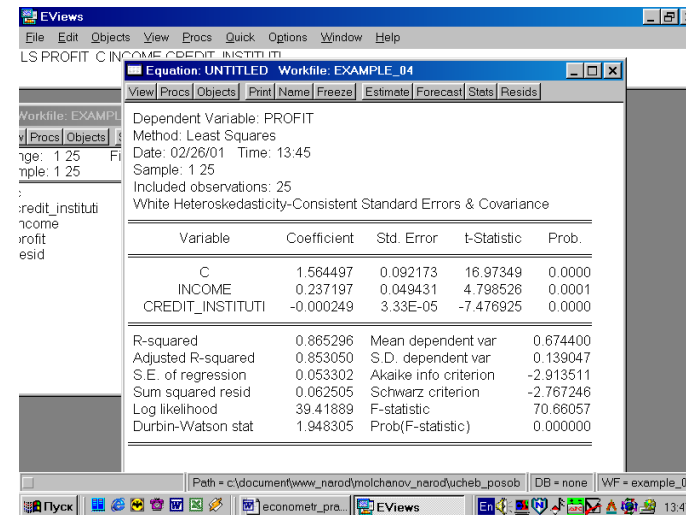 EViews
File Edit Objects View Procs Quick Options Window Help
LS PROFIT C INCOME CREDIT_INSTITUTI
Equation: UNTITLED Workfile: EXAMPLE_04
View Procs Objects Print Name Freeze Estimate Forecast Stats Resids
Workfile: EXAMPL
Procs Objects
nge: 1 25 Fi
mple: 1 25
credit_instituti
ncome
profit
esid
Dependent Variable: PROFIT
Method: Least Squares
Date: 02/26/01 Time: 13:45
Sample: 1 25
Included observations: 25
White Heteroskedasticity-Consistent Standard Errors & Covariance
Variable Coefficient Std. Error t-Statistic Prob.
C 1.564497 0.092173 16.97349 0.0000
INCOME 0.237197 0.049431 4.798526 0.0001
CREDIT_INSTITUTI -0.000249 3.33E-05 -7.476925 0.0000
R-squared 0.865296 Mean dependent var 0.674400
Adjusted R-squared 0.853050 S.D. dependent var 0.139047
S.E. of regression 0.053302 Akaike info criterion -2.913511
Sum squared resid 0.062505 Schwarz criterion -2.767246
Log likelihood 39.41889 F-statistic 70.66057
Durbin-Watson stat 1.948305 Prob(F-statistic) 0.000000
Path = c:\document\www_narod\molchanov_narod\ucheb_posob DB = none WF = example_0
Пуск econometr_pra... EViews En 13:4